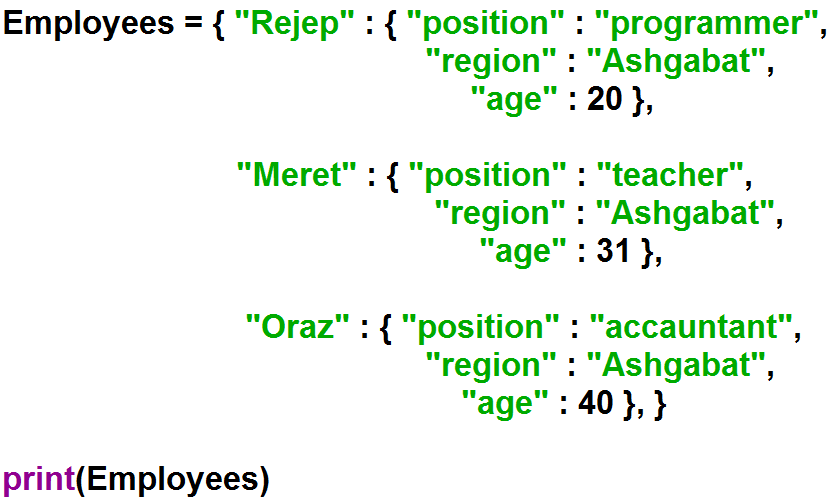 Employees = { "Rejep" : { "position" : "programmer",
"region" : "Ashgabat",
"age" : 20 },
"Meret" : { "position" : "teacher",
"region" : "Ashgabat",
"age" : 31 },
"Oraz" : { "position" : "accauntant",
"region" : "Ashgabat",
"age" : 40 }, }
print(Employees)